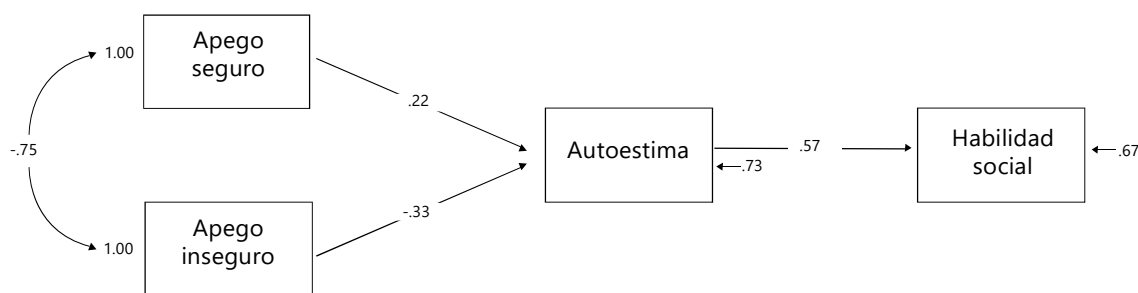 1.00
Apego
seguro
.22
-.75
Autoestima
.57
.73
Habilidad
social
.67
-.33
1.00
Apego
inseguro